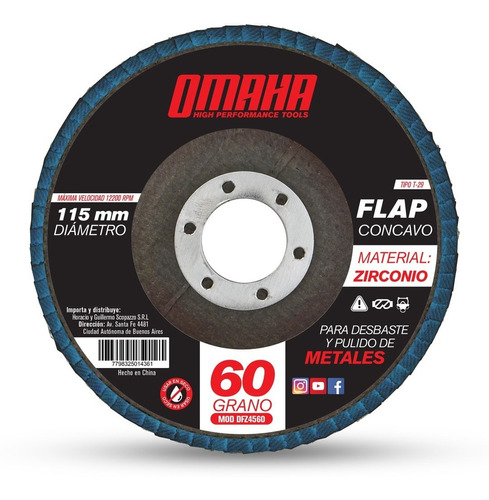 OMAHA
HIGH PERFORMANCE TOOLS
TIPO T-29
MÁXIMA VELOCIDAD 12200 RPM
115 mm
DIÁMETRO
FLAP
CONCAVO
MATERIAL:
ZIRCONIO
Importa y distribuye:
Horacio y Guillermo Scopazzo S.R.L
Dirección: Av. Santa Fe 4481
Ciudad Autónoma de Buenos Aires
7798325014361
Hecho en China
PARA DESBASTE
Y PULIDO DE
METALES
60
GRANO
MOD DFZ4560